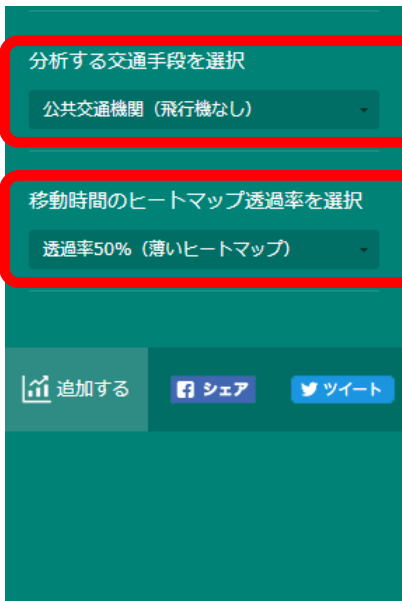 分析する交通手段を選択
公共交通機関（飛行機なし）
移動時間のヒートマップ透過率を選択
透過率50%（薄いヒートマップ）
追加する
シェア
ツイート